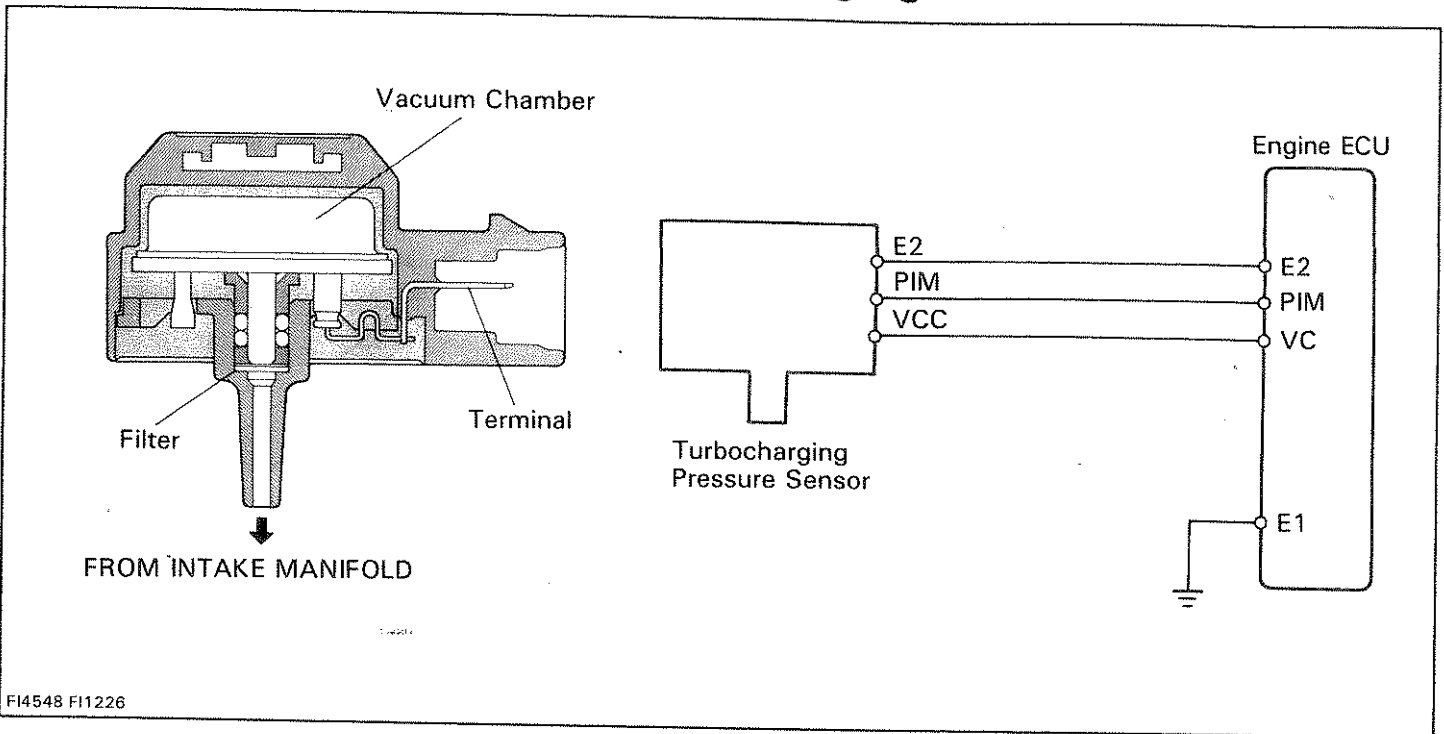 Vacuum Chamber
Filter
Terminal
FROM INTAKE MANIFOLD
Engine ECU
E2
PIM
VCC
E2
PIM
VC
E1
Turbocharging
Pressure Sensor
FI4548 FI1226